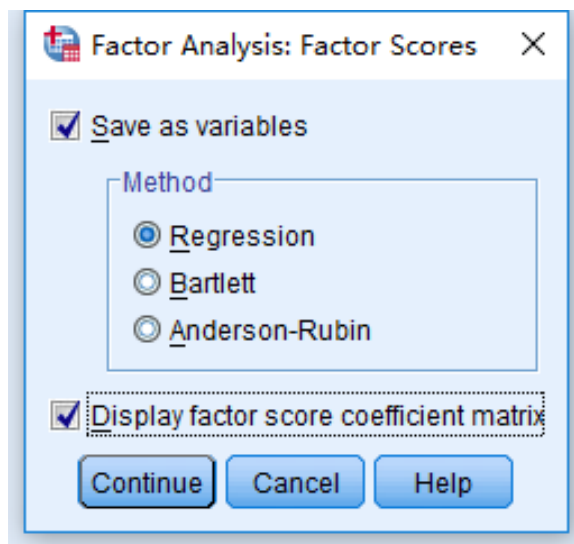 Factor Analysis: Factor Scores
Save as variables
Method
Regression
Bartlett
Anderson-Rubin
Display factor score coefficient matrix
Continue Cancel Help